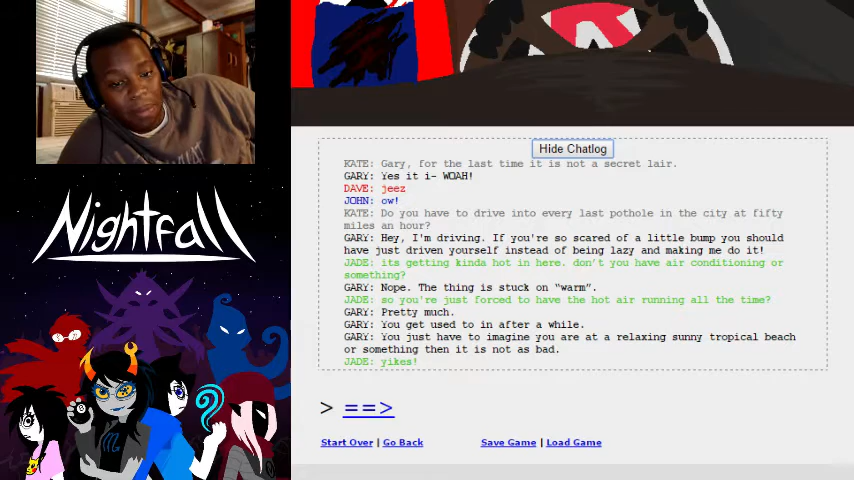 Hide Chatlog
KATE: Gary, for the last time it is not a secret lair.
GARY: Yes it i- WOAH!
DAVE: jeez
JOHN: ow!
KATE: Do you have to drive into every last pothole in the city at fifty
miles an hour?
GARY: Hey, I'm driving. If you're so scared of a little bump you should
have just driven yourself instead of being lazy and making me do it!
JADE: its getting kinda hot in here. don't you have air conditioning or
something?
GARY: Nope. The thing is stuck on “warm”.
JADE: so you're just forced to have the hot air running all the time?
GARY: Pretty much.
GARY: You get used to in after a while.
GARY: You just have to imagine you are at a relaxing sunny tropical beach
or something then it is not as bad.
JADE: yikes!
> ==>
Start Over | Go Back
Save Game | Load Game
Nightfall
8